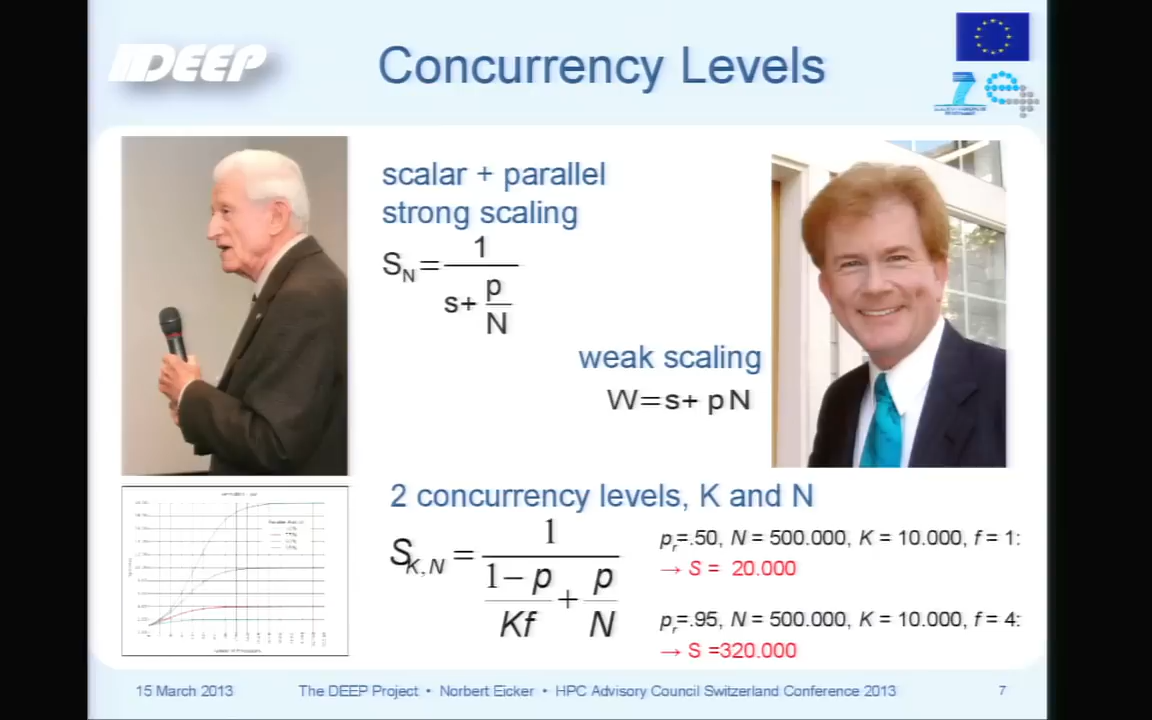 DEEP
Concurrency Levels
scalar + parallel
strong scaling
S_N = 1 / (s + p/N)
weak scaling
W = s + pN
2 concurrency levels, K and N
S_K,N = 1 / ((1 − p)/(Kf) + p/N)
p_r=.50, N = 500.000, K = 10.000, f = 1:
→ S = 20.000
p_r=.95, N = 500.000, K = 10.000, f = 4:
→ S =320.000
15 March 2013
The DEEP Project • Norbert Eicker • HPC Advisory Council Switzerland Conference 2013
7